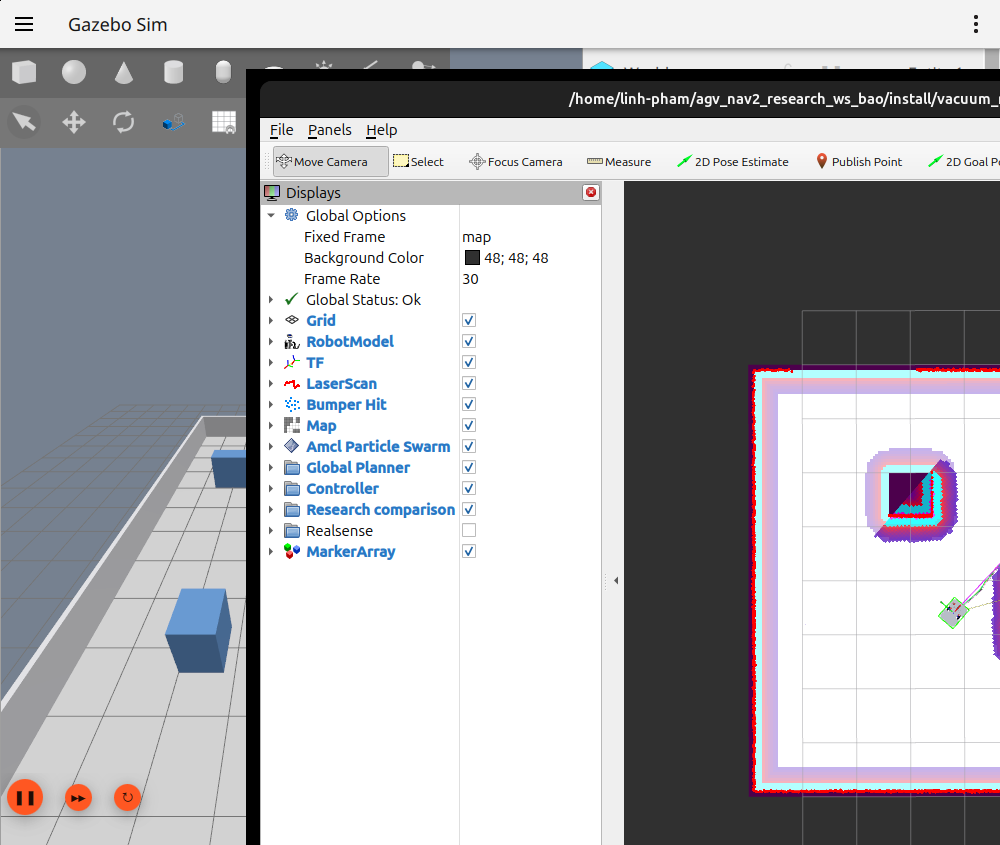 Gazebo Sim
/home/linh-pham/agv_nav2_research_ws_bao/install/vacuum_
File Panels Help
Move Camera Select Focus Camera Measure 2D Pose Estimate Publish Point 2D Goal
Displays
Global Options
Fixed Frame map
Background Color 48; 48; 48
Frame Rate 30
Global Status: Ok
Grid
RobotModel
TF
LaserScan
Bumper Hit
Map
Amcl Particle Swarm
Global Planner
Controller
Research comparison
Realsense
MarkerArray